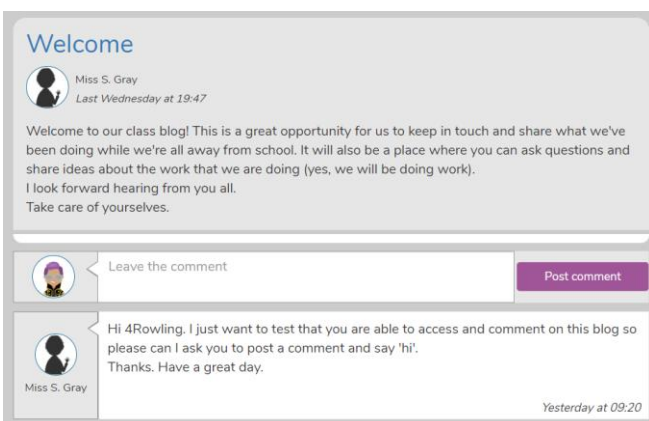 Welcome
Miss S. Gray
Last Wednesday at 19:47
Welcome to our class blog! This is a great opportunity for us to keep in touch and share what we've
been doing while we're all away from school. It will also be a place where you can ask questions and
share ideas about the work that we are doing (yes, we will be doing work).
I look forward hearing from you all.
Take care of yourselves.
Leave the comment
Post comment
Hi 4Rowling. I just want to test that you are able to access and comment on this blog so
please can I ask you to post a comment and say 'hi'.
Thanks. Have a great day.
Miss S. Gray
Yesterday at 09:20